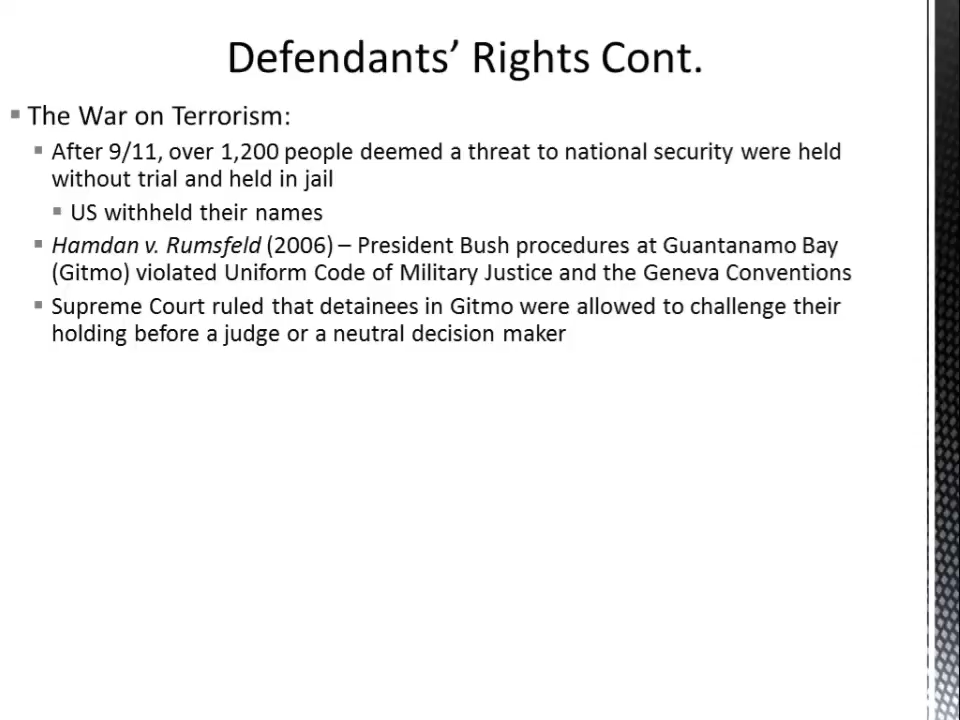 Defendants’ Rights Cont.
The War on Terrorism:
After 9/11, over 1,200 people deemed a threat to national security were held
without trial and held in jail
US withheld their names
Hamdan v. Rumsfeld (2006) – President Bush procedures at Guantanamo Bay
(Gitmo) violated Uniform Code of Military Justice and the Geneva Conventions
Supreme Court ruled that detainees in Gitmo were allowed to challenge their
holding before a judge or a neutral decision maker